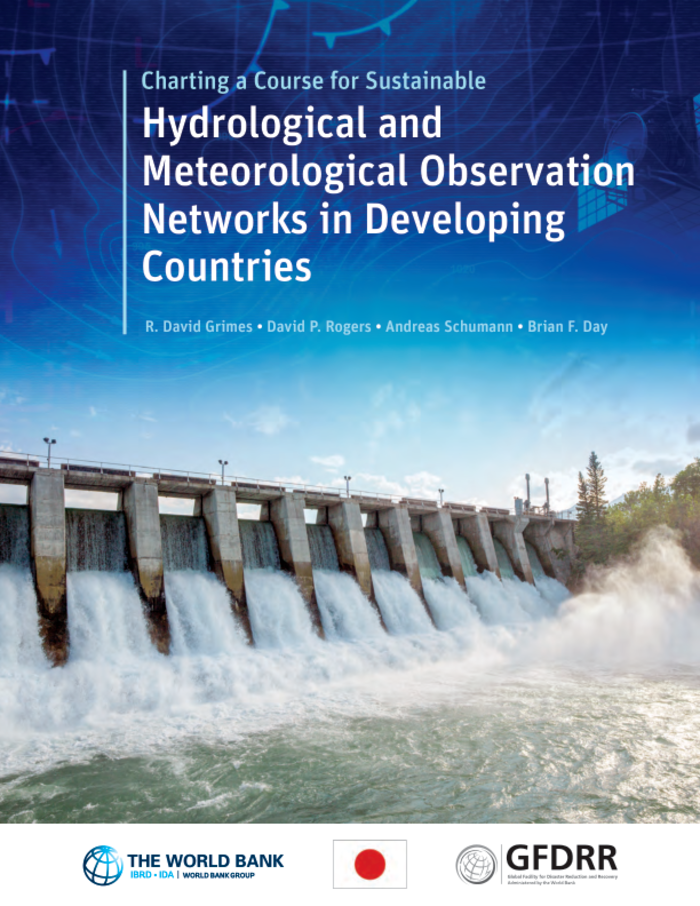 Charting a Course for Sustainable
Hydrological and
Meteorological Observation
Networks in Developing
Countries
R. David Grimes • David P. Rogers • Andreas Schumann • Brian F. Day
THE WORLD BANK
IBRD • IDA | WORLD BANK GROUP
GFDRR
Global Facility for Disaster Reduction and Recovery
Administered by the World Bank